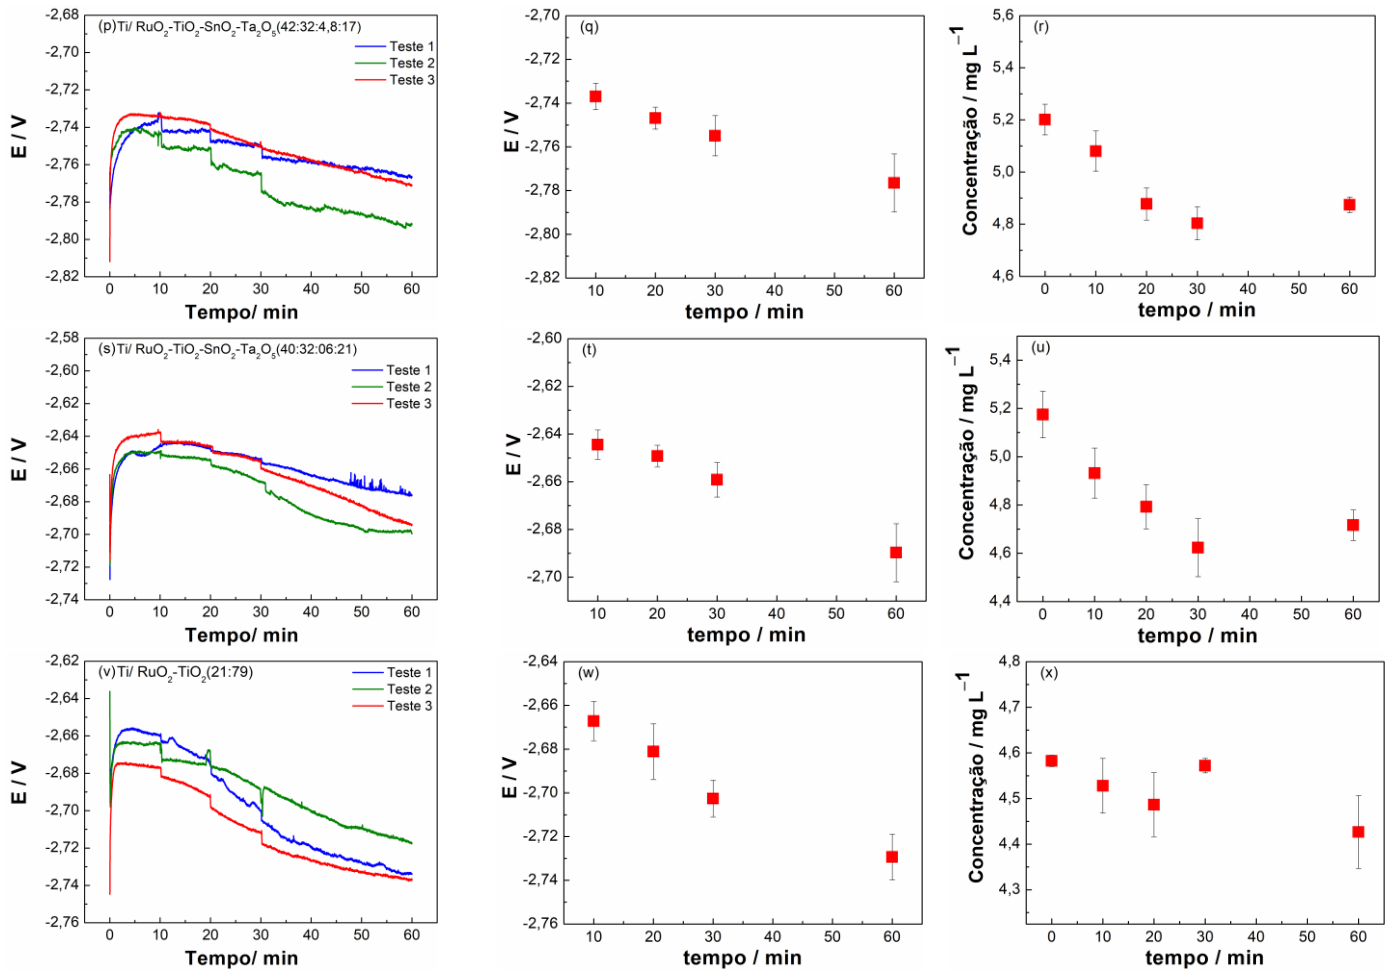 (p) Ti/ RuO₂-TiO₂-SnO₂-Ta₂O₅(42:32:4,8:17)
Teste 1
Teste 2
Teste 3
E / V
-2,68
-2,70
-2,72
-2,74
-2,76
-2,78
-2,80
-2,82
0 10 20 30 40 50 60
Tempo/ min
(q)
E / V
-2,70
-2,72
-2,74
-2,76
-2,78
-2,80
-2,82
10 20 30 40 50 60
tempo / min
(r)
Concentração / mg L⁻¹
5,6
5,4
5,2
5,0
4,8
4,6
0 10 20 30 40 50 60
tempo / min
(s) Ti/ RuO₂-TiO₂-SnO₂-Ta₂O₅(40:32:06:21)
Teste 1
Teste 2
Teste 3
E / V
-2,58
-2,60
-2,62
-2,64
-2,66
-2,68
-2,70
-2,72
-2,74
0 10 20 30 40 50 60
Tempo/ min
(t)
E / V
-2,60
-2,62
-2,64
-2,66
-2,68
-2,70
10 20 30 40 50 60
tempo / min
(u)
Concentração / mg L⁻¹
5,4
5,2
5,0
4,8
4,6
4,4
0 10 20 30 40 50 60
tempo / min
(v) Ti/ RuO₂-TiO₂(21:79)
Teste 1
Teste 2
Teste 3
E / V
-2,62
-2,64
-2,66
-2,68
-2,70
-2,72
-2,74
-2,76
0 10 20 30 40 50 60
Tempo/ min
(w)
E / V
-2,64
-2,66
-2,68
-2,70
-2,72
-2,74
-2,76
10 20 30 40 50 60
tempo / min
(x)
Concentração / mg L⁻¹
4,8
4,7
4,6
4,5
4,4
4,3
0 10 20 30 40 50 60
tempo / min